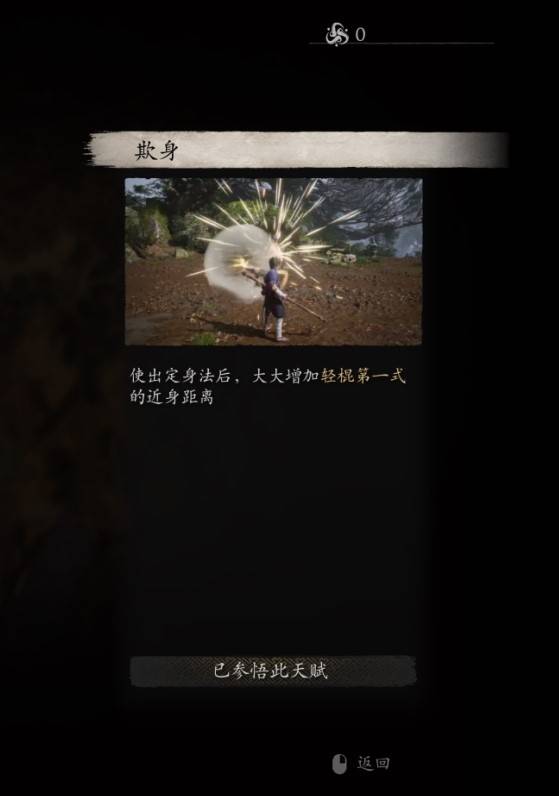 0
欺身
使出定身法后，大大增加轻棍第一式
的近身距离
已参悟此天赋
返回